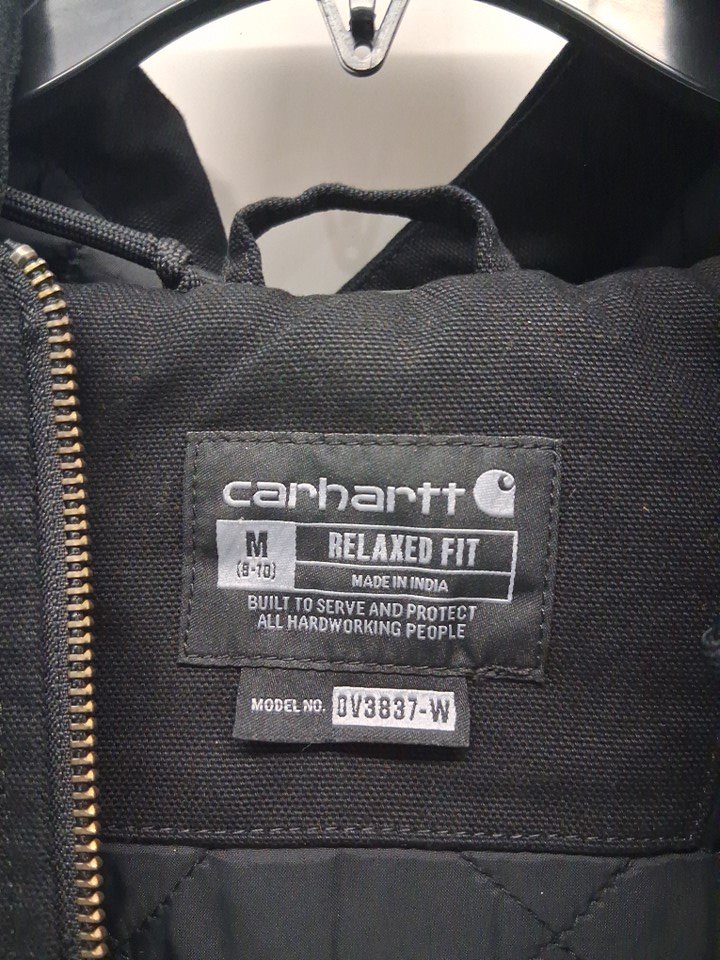 carhartt
M
(8-10)
RELAXED FIT
MADE IN INDIA
BUILT TO SERVE AND PROTECT
ALL HARDWORKING PEOPLE
MODEL NO. OV3837-W